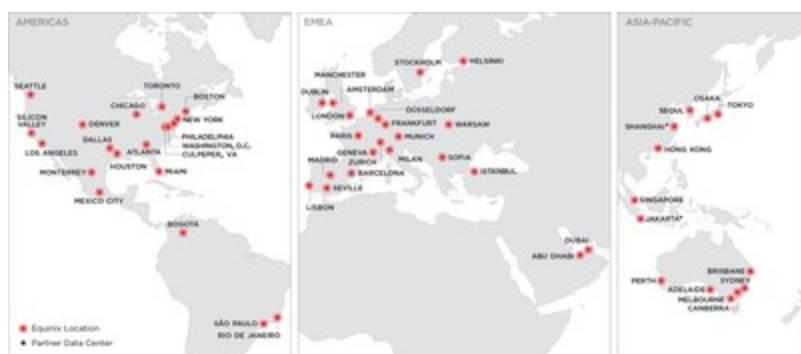 AMERICAS
SEATTLE
TORONTO
BOSTON
CHICAGO
NEW YORK
SILICON
VALLEY
DENVER
PHILADELPHIA
DALLAS
WASHINGTON, D.C.
LOS ANGELES
ATLANTA
CULPEPER, VA
HOUSTON
MONTERREY
MIAMI
MEXICO CITY
BOGOTÁ
SÃO PAULO
RIO DE JANEIRO
Equinix Location
* Partner Data Center
EMEA
STOCKHOLM
HELSINKI
MANCHESTER
AMSTERDAM
DUBLIN
DÜSSELDORF
LONDON
FRANKFURT
WARSAW
PARIS
MUNICH
GENEVA
MILAN
SOFIA
ZURICH
MADRID
BARCELONA
ISTANBUL
SEVILLE
LISBON
DUBAI
ABU DHABI
ASIA-PACIFIC
OSAKA
SEOUL
TOKYO
SHANGHAI*
HONG KONG
SINGAPORE
JAKARTA*
BRISBANE
PERTH
SYDNEY
ADELAIDE
MELBOURNE
CANBERRA